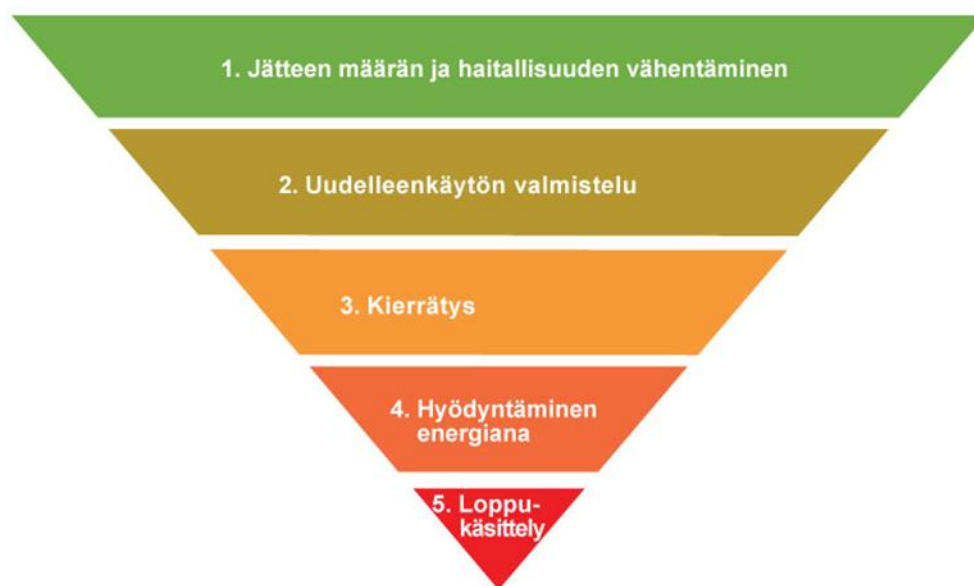 1. Jätteen määrän ja haitallisuuden vähentäminen
2. Uudelleenkäytön valmistelu
3. Kierrätys
4. Hyödyntäminen
energiana
5. Loppu-
käsittely